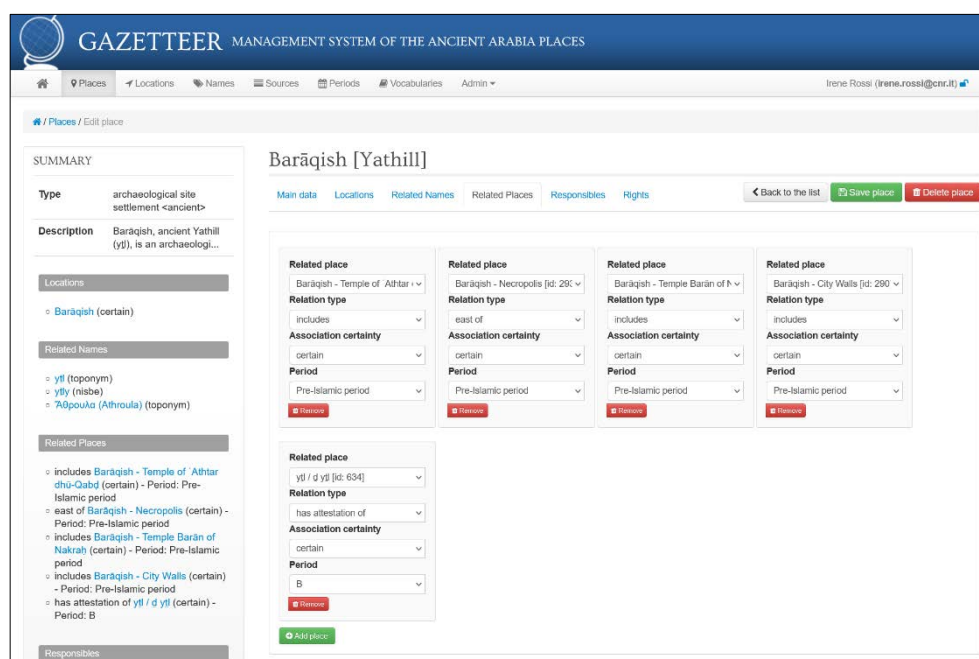 GAZETTEER MANAGEMENT SYSTEM OF THE ANCIENT ARABIA PLACES
Places Locations Names Sources Periods Vocabularies Admin Irene Rossi (irene.rossi@cnr.it)
/ Places / Edit place
SUMMARY
Type archaeological site
settlement <ancient>
Description Barāqish, ancient Yathill
(yṯl), is an archaeologi...
Locations
Barāqish (certain)
Related Names
yṯl (toponym)
yṯly (nisbe)
Ἄθρουλα (Athroula) (toponym)
Related Places
includes Barāqish - Temple of ʿAthtar
dhū-Qabḍ (certain) - Period: Pre-
Islamic period
east of Barāqish - Necropolis (certain) -
Period: Pre-Islamic period
includes Barāqish - Temple Barān of
Nakraḥ (certain) - Period: Pre-Islamic
period
includes Barāqish - City Walls (certain)
- Period: Pre-Islamic period
has attestation of yṯl / ḏ yṯl (certain) -
Period: B
Responsibles
Barāqish [Yathill]
Main data Locations Related Names Related Places Responsibles Rights Back to the list Save place Delete place
Related place Related place Related place Related place
Barāqish - Temple of ʿAthtar Barāqish - Necropolis [id: 29 Barāqish - Temple Barān of N Barāqish - City Walls [id: 290
Relation type Relation type Relation type Relation type
includes east of includes includes
Association certainty Association certainty Association certainty Association certainty
certain certain certain certain
Period Period Period Period
Pre-Islamic period Pre-Islamic period Pre-Islamic period Pre-Islamic period
Remove Remove Remove Remove
Related place
yṯl / ḏ yṯl [id: 634]
Relation type
has attestation of
Association certainty
certain
Period
B
Remove
Add place